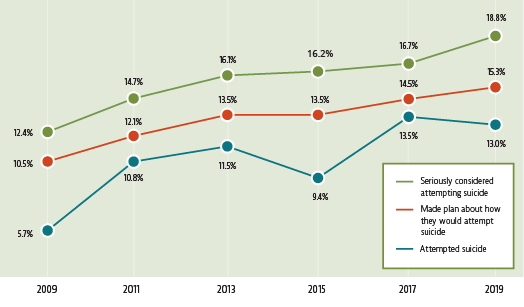 18.8%
16.7%
16.2%
16.1%
14.7%
12.4%
15.3%
14.5%
13.5%
13.5%
12.1%
10.5%
13.0%
13.5%
9.4%
11.5%
10.8%
5.7%
Seriously considered
attempting suicide
Made plan about how
they would attempt
suicide
Attempted suicide
2009 2011 2013 2015 2017 2019